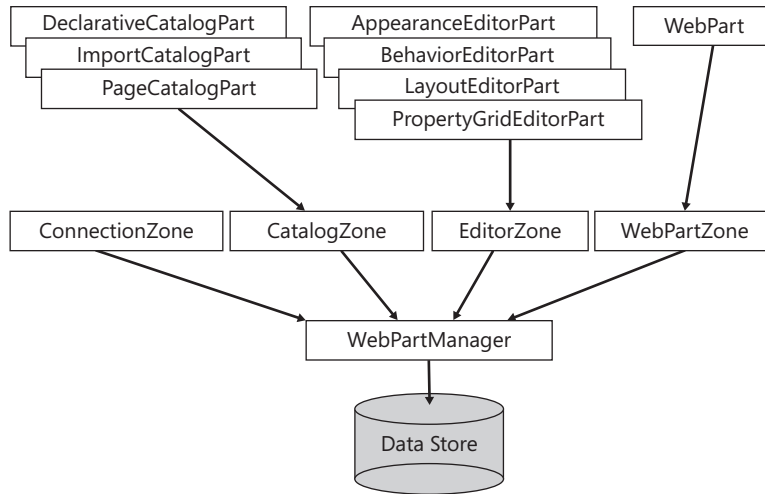 DeclarativeCatalogPart
ImportCatalogPart
PageCatalogPart
AppearanceEditorPart
BehaviorEditorPart
LayoutEditorPart
PropertyGridEditorPart
WebPart
ConnectionZone
CatalogZone
EditorZone
WebPartZone
WebPartManager
Data Store